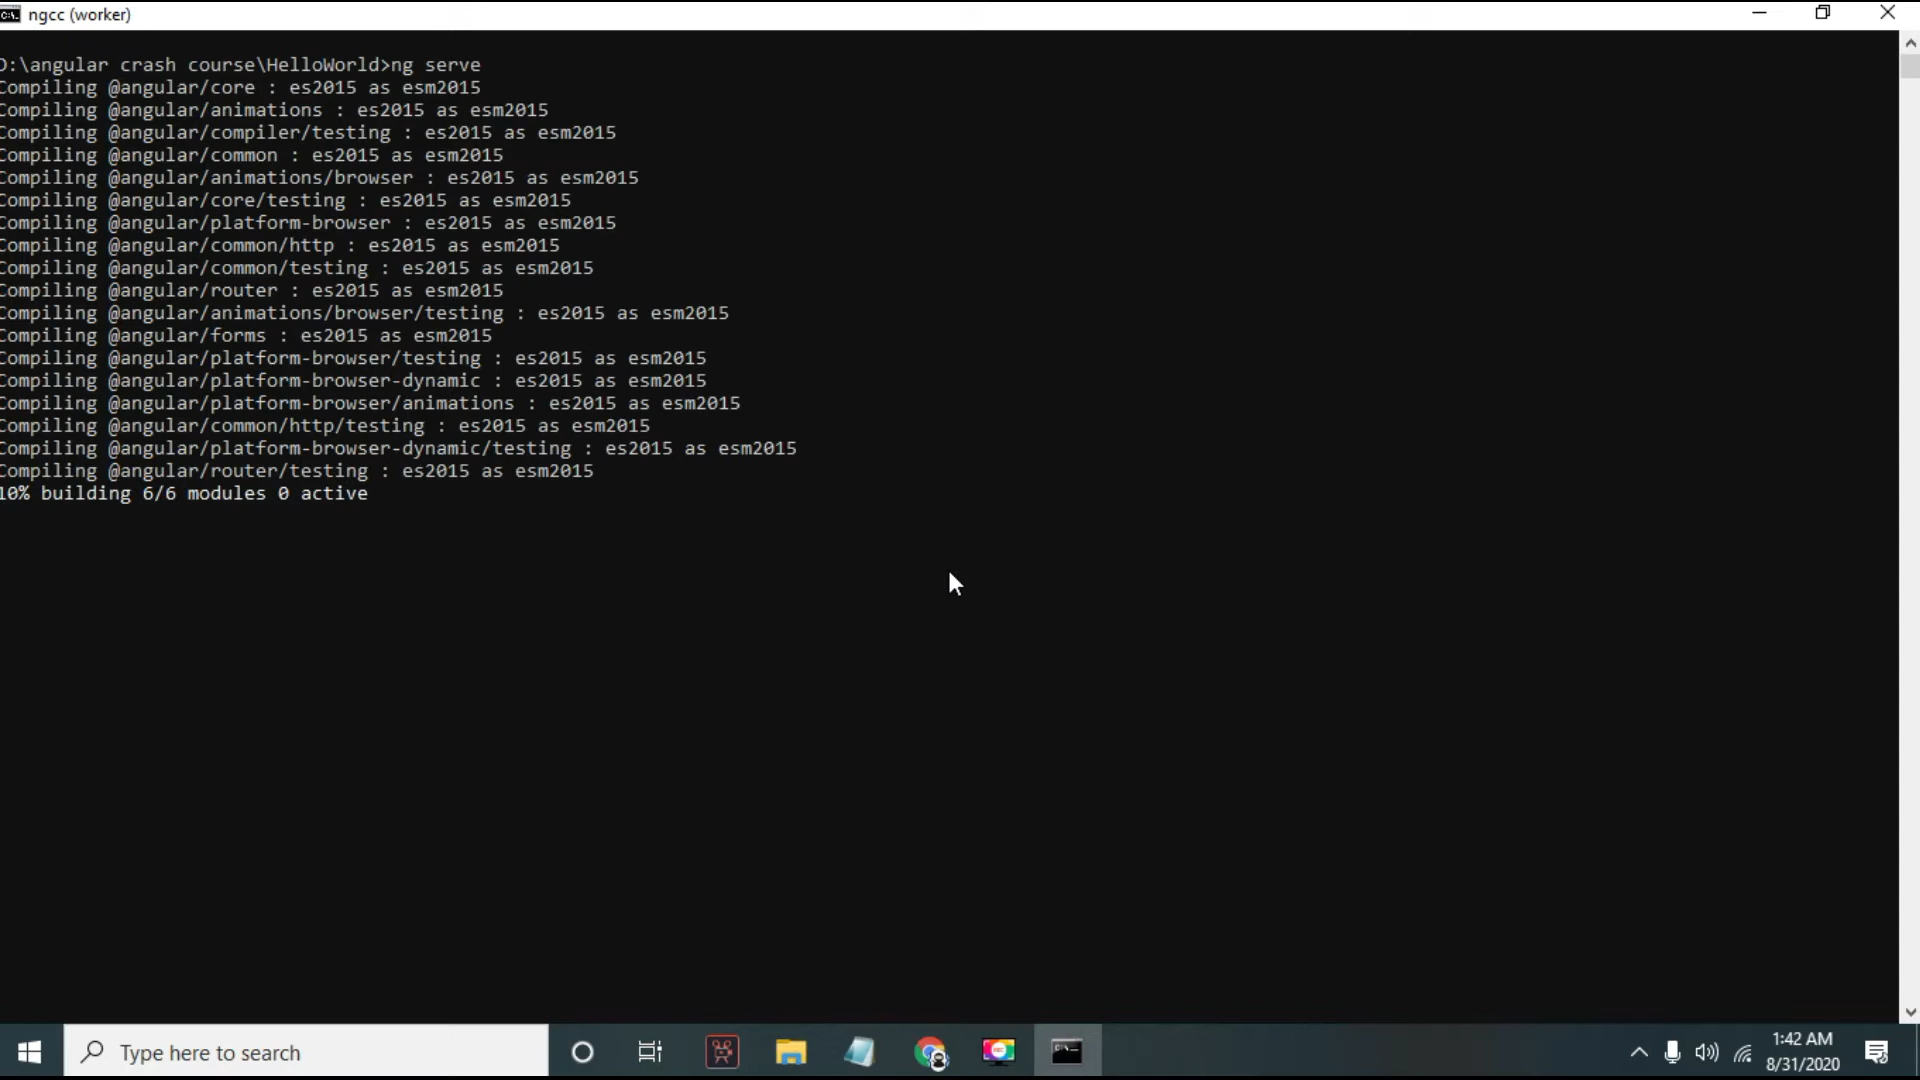 ngcc (worker)
D:\angular crash course\HelloWorld>ng serve
Compiling @angular/core : es2015 as esm2015
Compiling @angular/animations : es2015 as esm2015
Compiling @angular/compiler/testing : es2015 as esm2015
Compiling @angular/common : es2015 as esm2015
Compiling @angular/animations/browser : es2015 as esm2015
Compiling @angular/core/testing : es2015 as esm2015
Compiling @angular/platform-browser : es2015 as esm2015
Compiling @angular/common/http : es2015 as esm2015
Compiling @angular/common/testing : es2015 as esm2015
Compiling @angular/router : es2015 as esm2015
Compiling @angular/animations/browser/testing : es2015 as esm2015
Compiling @angular/forms : es2015 as esm2015
Compiling @angular/platform-browser/testing : es2015 as esm2015
Compiling @angular/platform-browser-dynamic : es2015 as esm2015
Compiling @angular/platform-browser/animations : es2015 as esm2015
Compiling @angular/common/http/testing : es2015 as esm2015
Compiling @angular/platform-browser-dynamic/testing : es2015 as esm2015
Compiling @angular/router/testing : es2015 as esm2015
10% building 6/6 modules 0 active
Type here to search
1:42 AM
8/31/2020